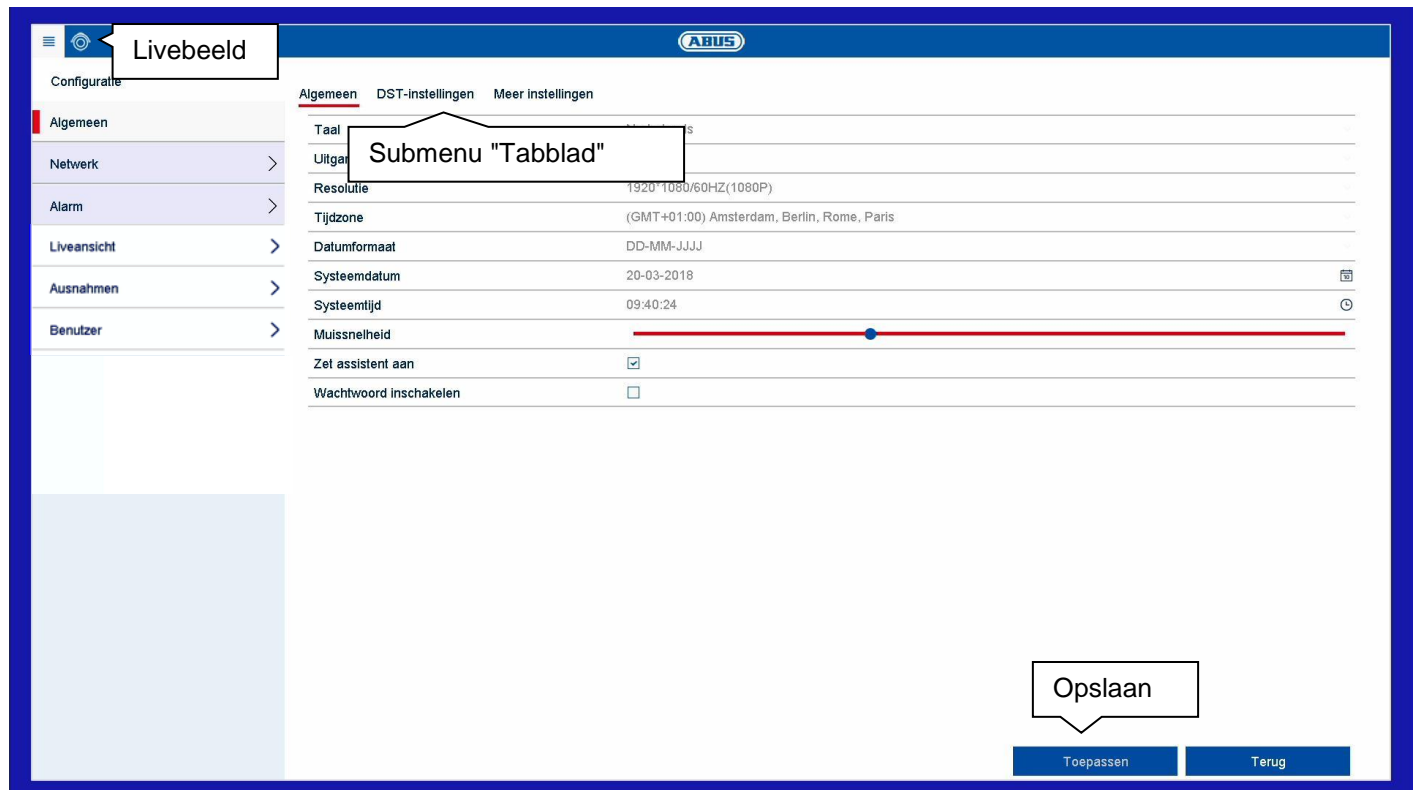 Livebeeld
ABUS
Configuratie
Algemeen DST-instellingen Meer instellingen
Submenu "Tabblad"
Algemeen
Netwerk
Alarm
Liveansicht
Ausnahmen
Benutzer
Taal
Resolutie 1920*1080/60HZ(1080P)
Tijdzone (GMT+01:00) Amsterdam, Berlin, Rome, Paris
Datumformaat DD-MM-JJJJ
Systeemdatum 20-03-2018
Systeemtijd 09:40:24
Muissnelheid
Zet assistent aan
Wachtwoord inschakelen
Opslaan
Toepassen Terug